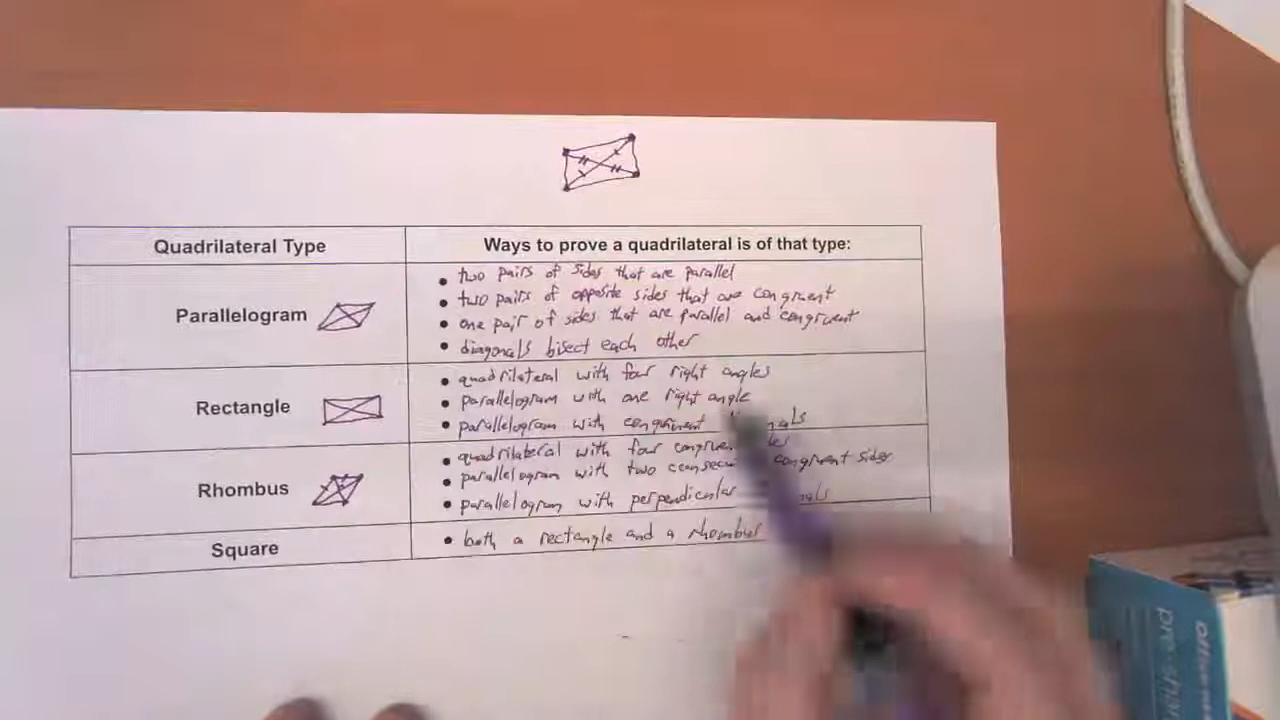 Quadrilateral Type
Ways to prove a quadrilateral is of that type:
Parallelogram
• two pairs of sides that are parallel
• two pairs of opposite sides that are congruent
• one pair of sides that are parallel and congruent
• diagonals bisect each other
Rectangle
• quadrilateral with four right angles
• parallelogram with one right angle
• parallelogram with congruent
Rhombus
• quadrilateral with four
• parallelogram with two congruent sides
• parallelogram with perpendicular
Square
• both a rectangle and a rhombus